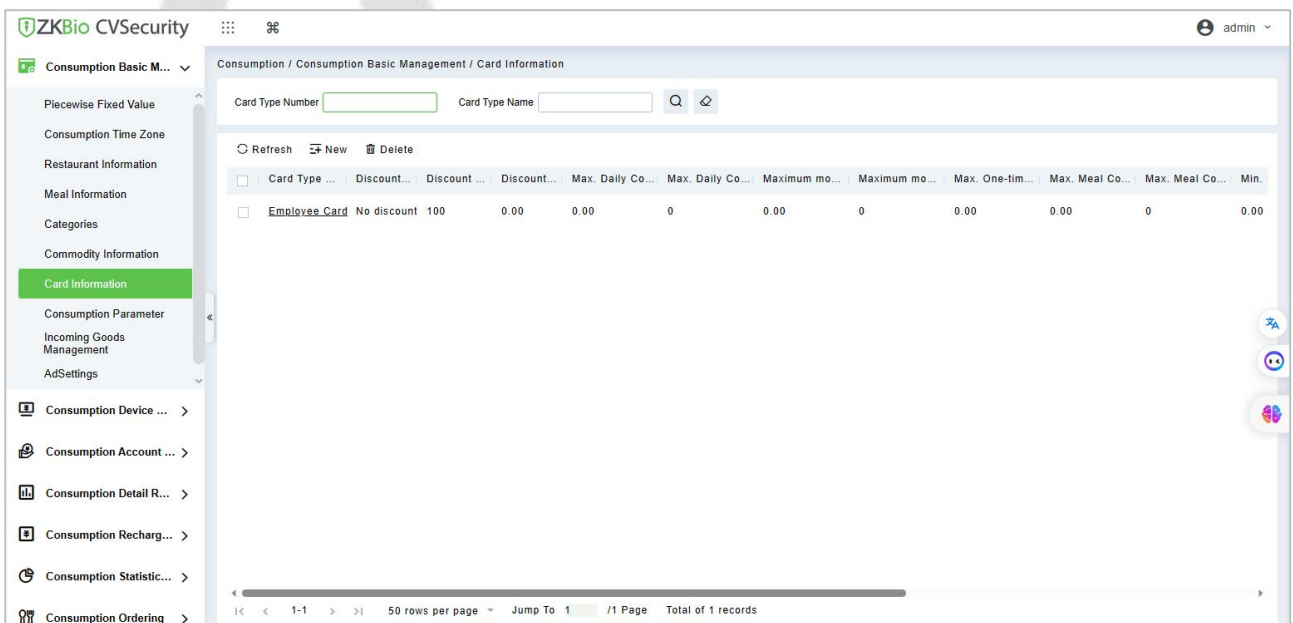 ZKBio CVSecurity
admin
Consumption Basic M...
Piecewise Fixed Value
Consumption Time Zone
Restaurant Information
Meal Information
Categories
Commodity Information
Card Information
Consumption Parameter
Incoming Goods
Management
AdSettings
Consumption Device ...
Consumption Account ...
Consumption Detail R...
Consumption Recharg...
Consumption Statistic...
Consumption Ordering
Consumption / Consumption Basic Management / Card Information
Card Type Number Card Type Name
Refresh New Delete
Card Type ... Discount... Discount ... Discount... Max. Daily Co... Max. Daily Co... Maximum mo... Maximum mo... Max. One-tim... Max. Meal Co... Max. Meal Co... Min.
Employee Card No discount 100 0.00 0.00 0 0.00 0 0.00 0.00 0 0.00
1-1 50 rows per page Jump To 1 /1 Page Total of 1 records